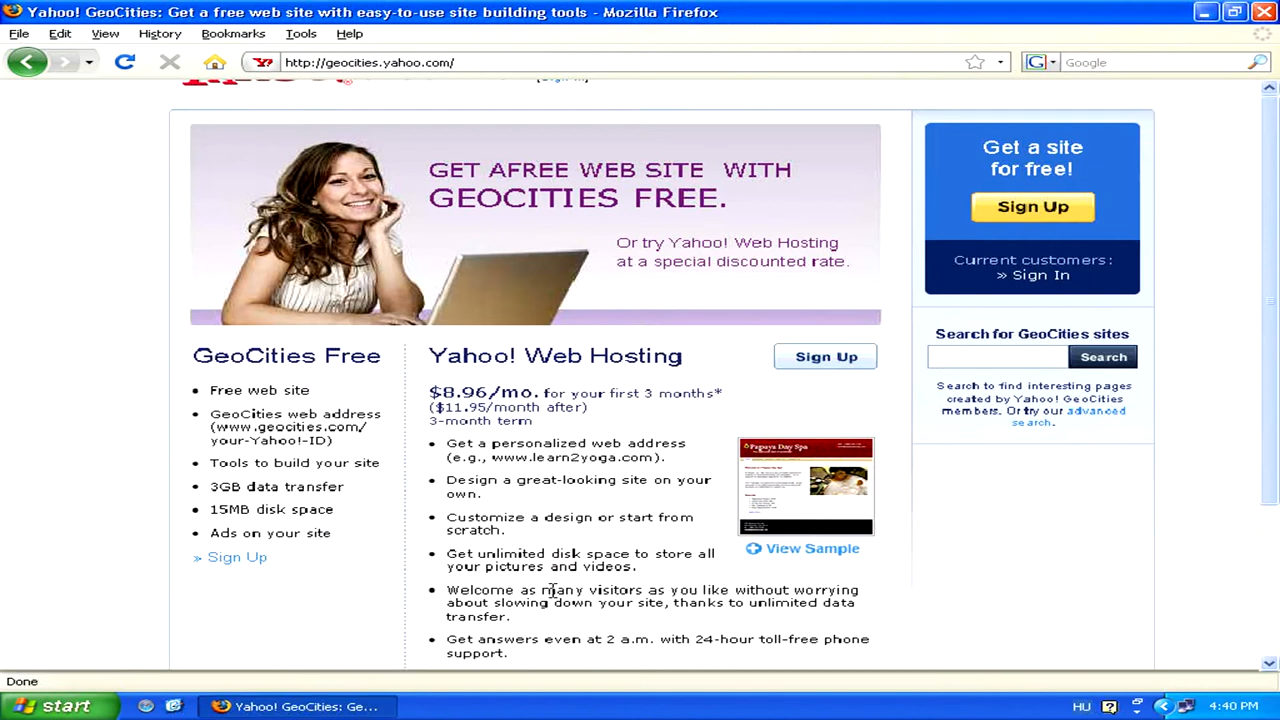 Yahoo! GeoCities: Get a free web site with easy-to-use site building tools - Mozilla Firefox
File Edit View History Bookmarks Tools Help
http://geocities.yahoo.com/
Google
GET AFREE WEB SITE WITH
GEOCITIES FREE.
Or try Yahoo! Web Hosting
at a special discounted rate.
Get a site
for free!
Sign Up
Current customers:
» Sign In
Search for GeoCities sites
Search
Search to find interesting pages
created by Yahoo! GeoCities
members. Or try our advanced
search.
GeoCities Free
• Free web site
• GeoCities web address
(www.geocities.com/
your-Yahoo!-ID)
• Tools to build your site
• 3GB data transfer
• 15MB disk space
• Ads on your site
» Sign Up
Yahoo! Web Hosting
Sign Up
$8.96/mo. for your first 3 months*
($11.95/month after)
3-month term
• Get a personalized web address
(e.g., www.learn2yoga.com).
• Design a great-looking site on your
own.
• Customize a design or start from
scratch.
• Get unlimited disk space to store all
your pictures and videos.
• Welcome as many visitors as you like without worrying
about slowing down your site, thanks to unlimited data
transfer.
• Get answers even at 2 a.m. with 24-hour toll-free phone
support.
Papaya Day Spa
View Sample
Done
start
Yahoo! GeoCities: Ge...
HU
4:40 PM